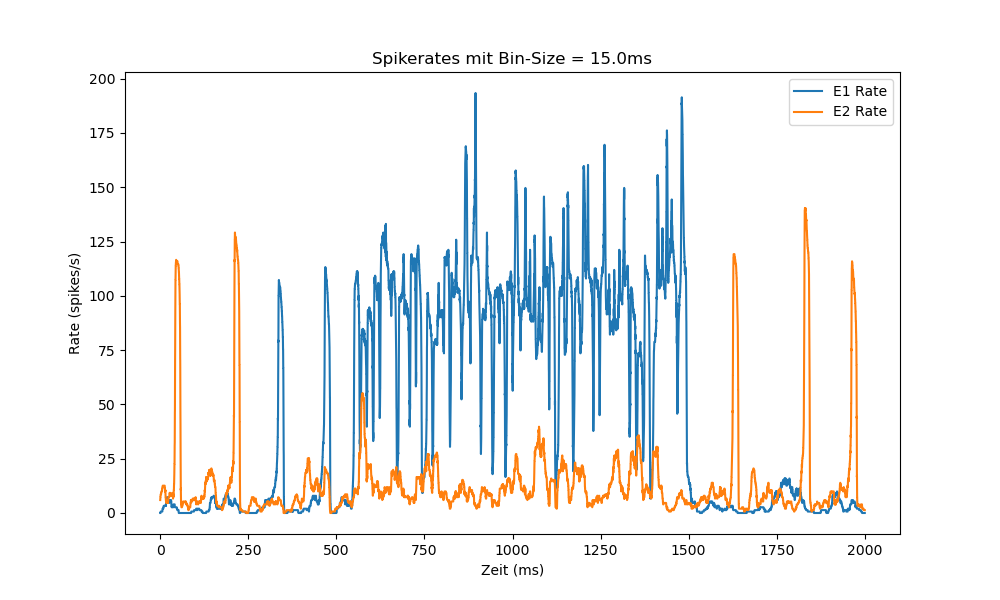 Spikerates mit Bin-Size = 15.0ms
E1 Rate
E2 Rate
Rate (spikes/s)
200
175
150
125
100
75
50
25
0
0 250 500 750 1000 1250 1500 1750 2000
Zeit (ms)